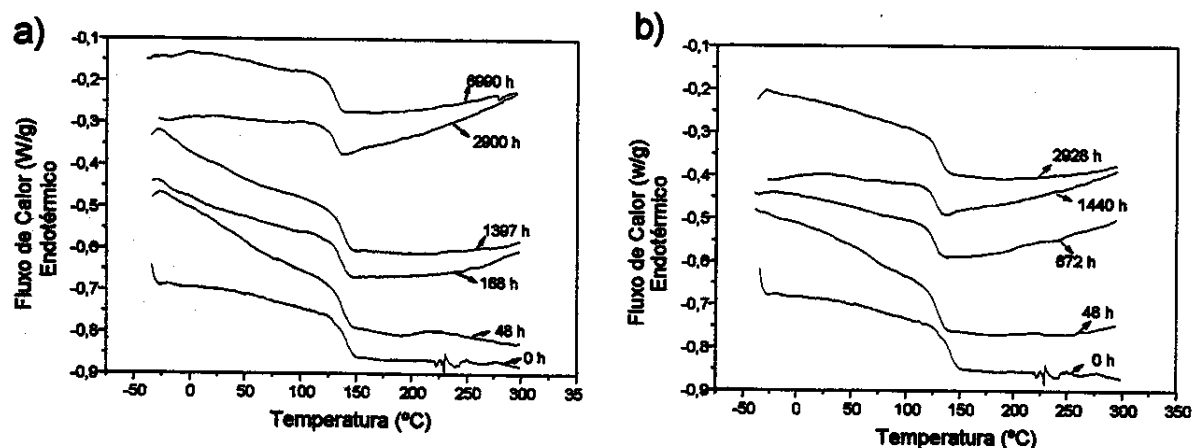 a)
Fluxo de Calor (W/g)
Endotérmico
-0,1
-0,2
-0,3
-0,4
-0,5
-0,6
-0,7
-0,8
-0,9
6990 h
2900 h
1397 h
168 h
48 h
0 h
-50 0 50 100 150 200 250 300 35
Temperatura (ºC)
b)
Fluxo de Calor (w/g)
Endotérmico
-0,1
-0,2
-0,3
-0,4
-0,5
-0,6
-0,7
-0,8
-0,9
2928 h
1440 h
672 h
48 h
0 h
-50 0 50 100 150 200 250 300 350
Temperatura (ºC)